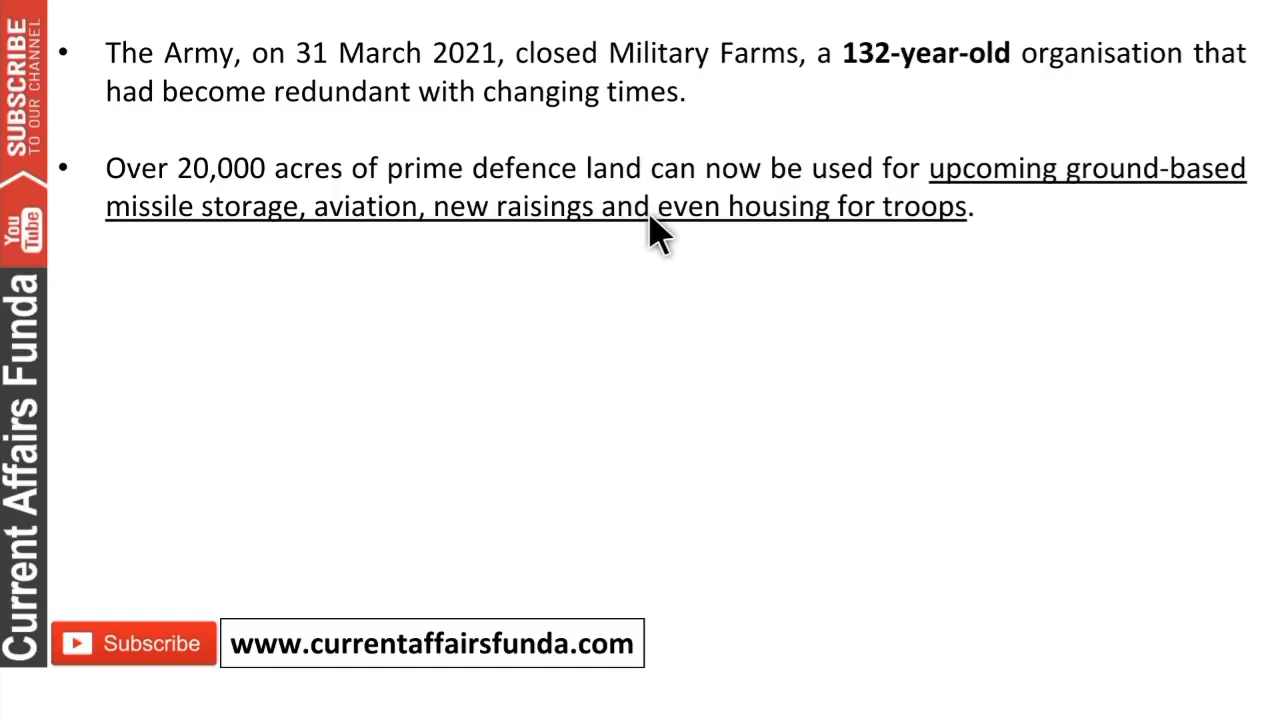 SUBSCRIBE
TO OUR CHANNEL
You
Tube
Current Affairs Funda
• The Army, on 31 March 2021, closed Military Farms, a 132-year-old organisation that
had become redundant with changing times.
• Over 20,000 acres of prime defence land can now be used for upcoming ground-based
missile storage, aviation, new raisings and even housing for troops.
Subscribe
www.currentaffairsfunda.com